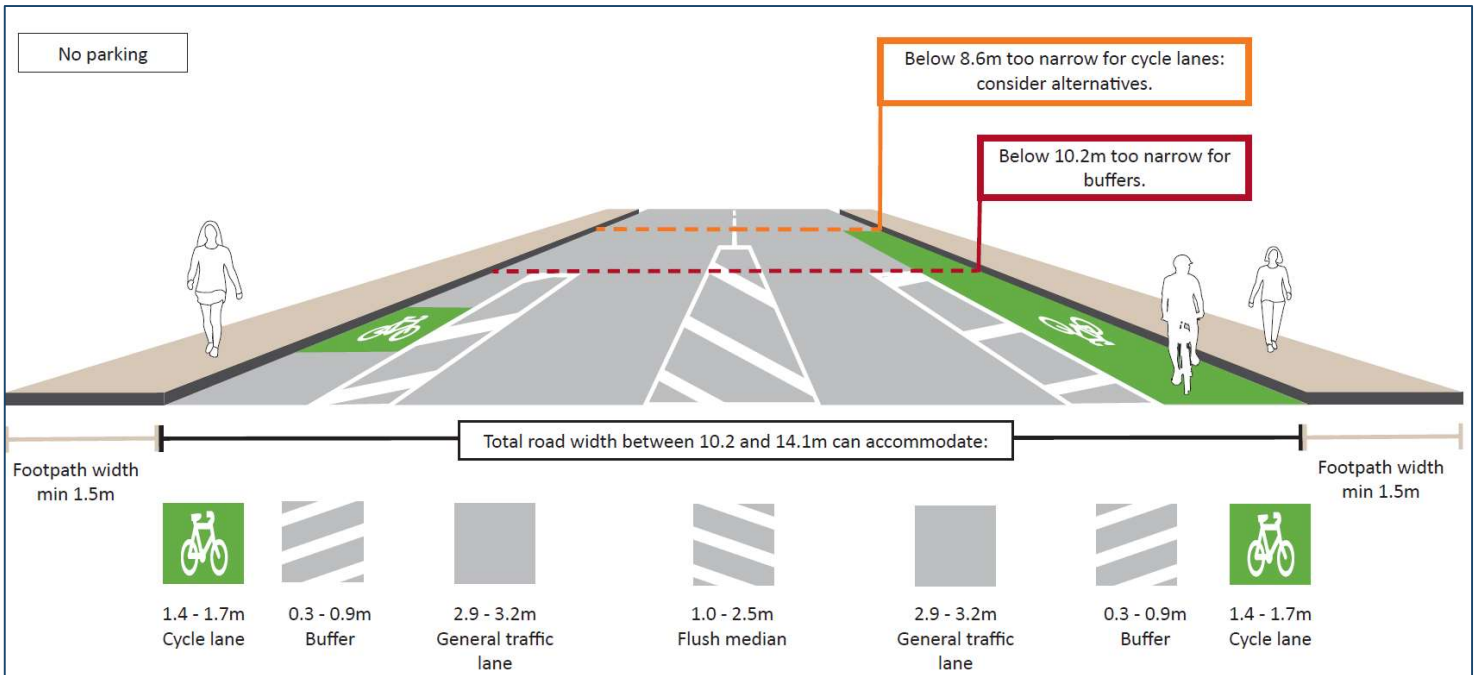 No parking
Below 8.6m too narrow for cycle lanes:
consider alternatives.
Below 10.2m too narrow for
buffers.
Total road width between 10.2 and 14.1m can accommodate:
Footpath width
min 1.5m
Footpath width
min 1.5m
1.4 - 1.7m
Cycle lane
0.3 - 0.9m
Buffer
2.9 - 3.2m
General traffic
lane
1.0 - 2.5m
Flush median
2.9 - 3.2m
General traffic
lane
0.3 - 0.9m
Buffer
1.4 - 1.7m
Cycle lane